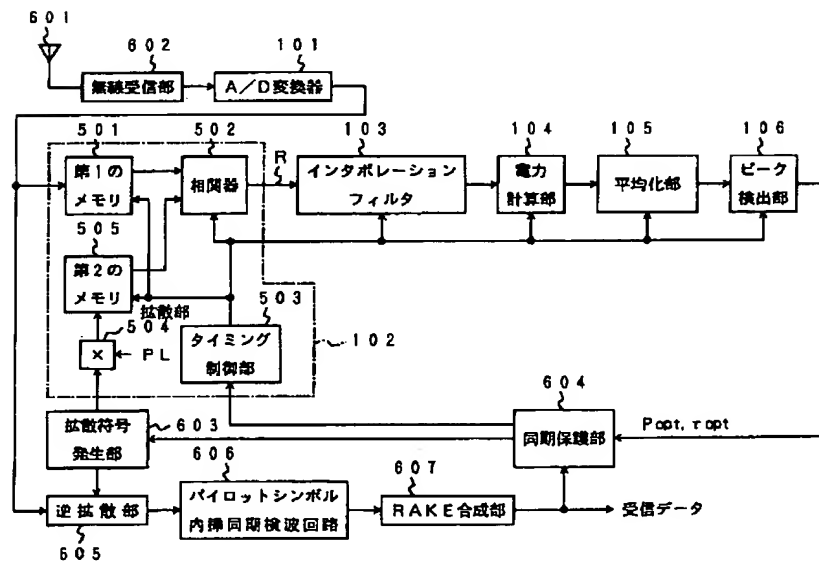 601
602
101
無線受信部
A/D変換器
501
502
103
104
105
106
第1の
メモリ
相関器
R
インタポレーション
フィルタ
電力
計算部
平均化部
ピーク
検出部
505
第2の
メモリ
拡散部
503
504
×
PL
タイミング
制御部
102
603
604
拡散符号
発生部
同期保護部
Popt, τopt
606
607
逆拡散部
パイロットシンボル
内挿同期検波回路
RAKE合成部
受信データ
605